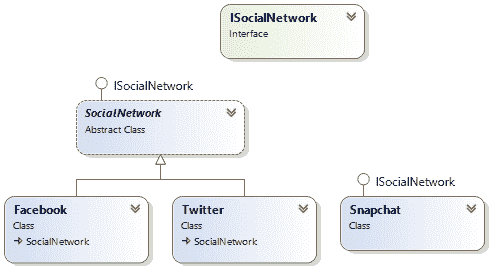 ISocialNetwork
Interface
ISocialNetwork
SocialNetwork
Abstract Class
ISocialNetwork
Facebook
Class
SocialNetwork
Twitter
Class
SocialNetwork
Snapchat
Class